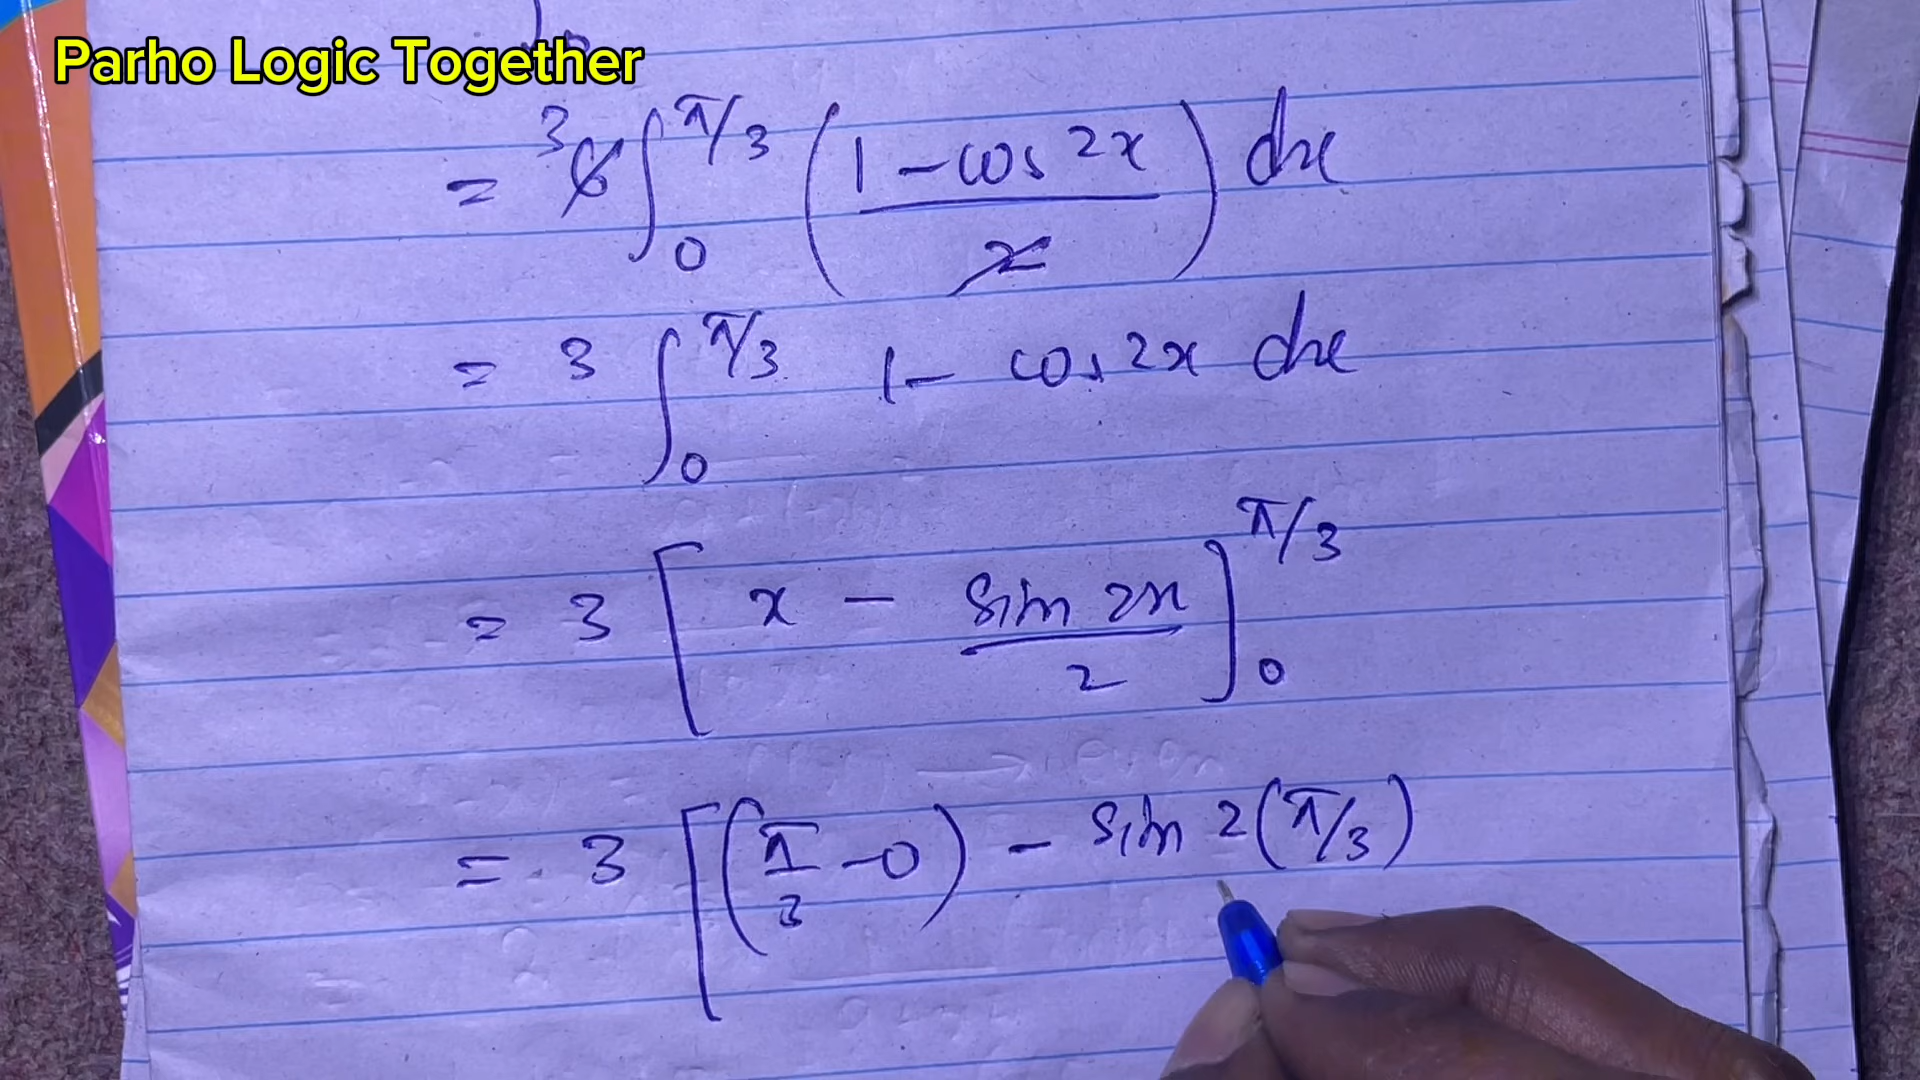 Parho Logic Together
= 3 6 ∫₀^π/3 ( 1 - cos 2x / 2 ) dx
= 3 ∫₀^π/3 1 - cos 2x dx
= 3 [ x - sin 2x / 2 ]₀^π/3
= 3 [ ( π/3 - 0 ) - sin 2(π/3)